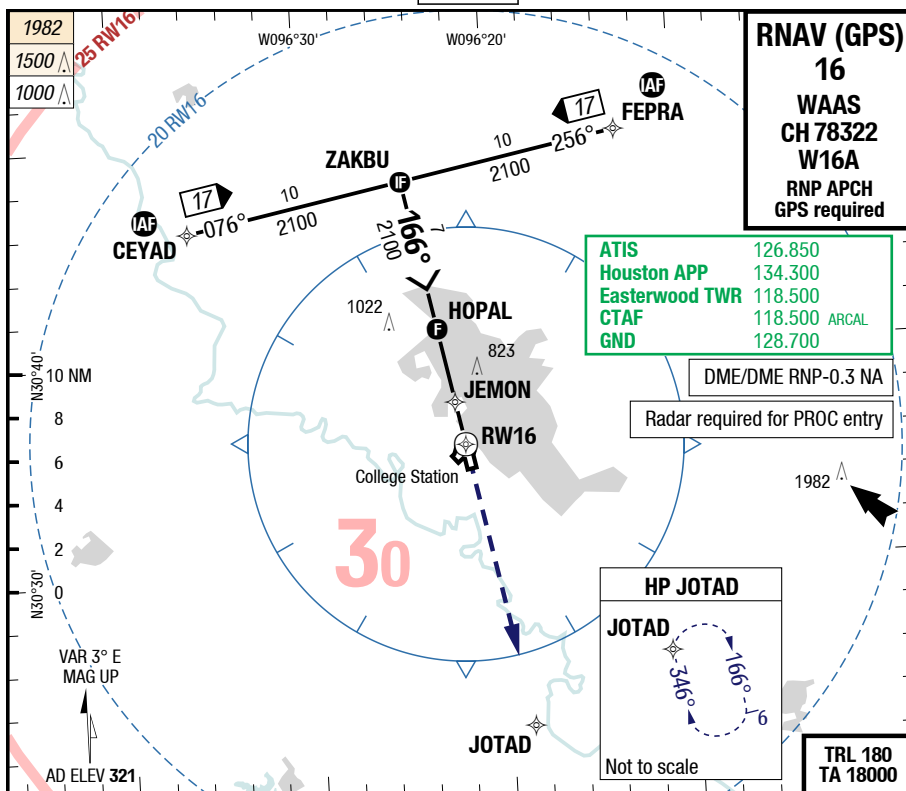 1982
1500
1000
25 RW16
20 RW16
W096°30'
W096°20'
RNAV (GPS)
16
WAAS
CH 78322
W16A
RNP APCH
GPS required
IAF
FEPRA
17
256°
10
2100
ZAKBU
IF
17
10
076°
2100
IAF
CEYAD
166°
7
2100
ATIS 126.850
Houston APP 134.300
Easterwood TWR 118.500
CTAF 118.500 ARCAL
GND 128.700
1022
F
HOPAL
823
JEMON
RW16
College Station
DME/DME RNP-0.3 NA
Radar required for PROC entry
1982
N30°40'
10 NM
8
6
4
2
0
N30°30'
30
HP JOTAD
JOTAD
346°
166°
6
Not to scale
VAR 3° E
MAG UP
AD ELEV 321
JOTAD
TRL 180
TA 18000